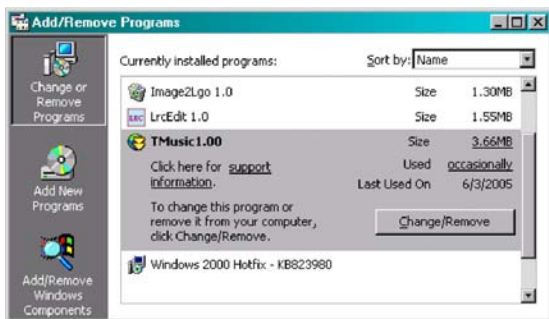 Add/Remove Programs
Change or
Remove
Programs
Add New
Programs
Add/Remove
Windows
Components
Currently installed programs:
Sort by: Name
Image2Lgo 1.0 Size 1.30MB
LRC LrcEdit 1.0 Size 1.55MB
TMusic1.00 Size 3.66MB
Click here for support Used occasionally
information. Last Used On 6/3/2005
To change this program or
remove it from your computer,
click Change/Remove.
Change/Remove
Windows 2000 Hotfix - KB823980